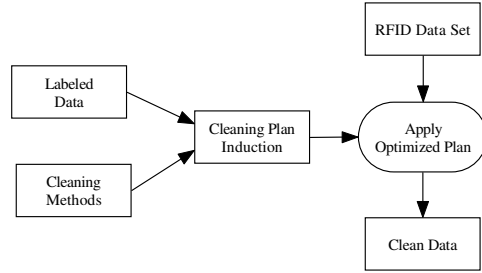 RFID Data Set
Labeled
Data
Cleaning Plan
Induction
Apply
Optimized Plan
Cleaning
Methods
Clean Data